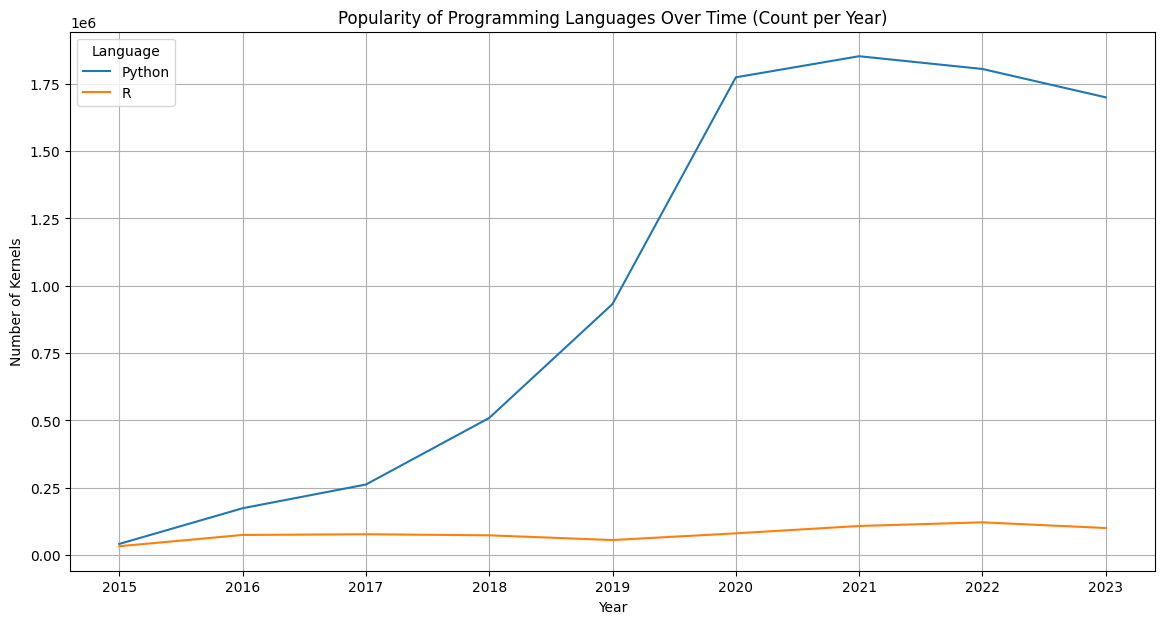 Popularity of Programming Languages Over Time (Count per Year)
1e6
Language
Python
R
1.75
1.50
1.25
1.00
0.75
0.50
0.25
0.00
Number of Kernels
2015 2016 2017 2018 2019 2020 2021 2022 2023
Year